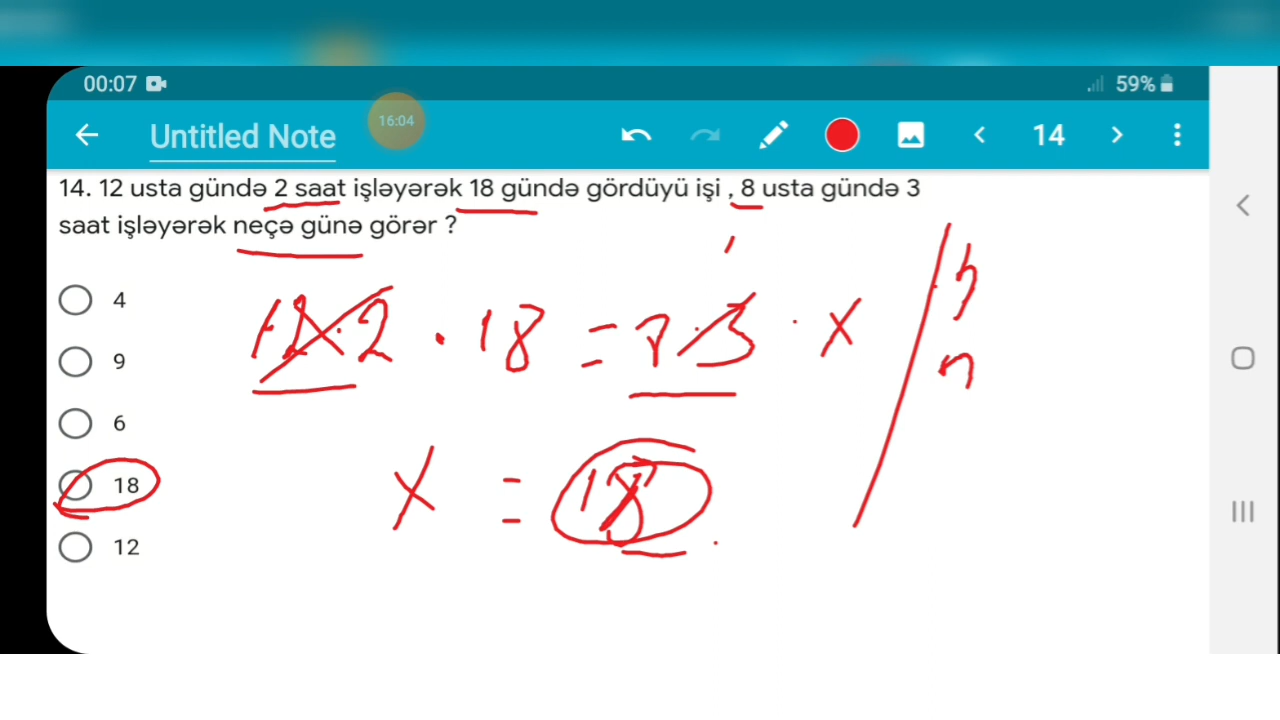 00:07
59%
16:04
Untitled Note
14
14. 12 usta gündə 2 saat işləyərək 18 gündə gördüyü işi , 8 usta gündə 3
saat işləyərək neçə günə görər ?
4
12.2 . 18 = 8.3 . x
9
6
x = 18
18
12